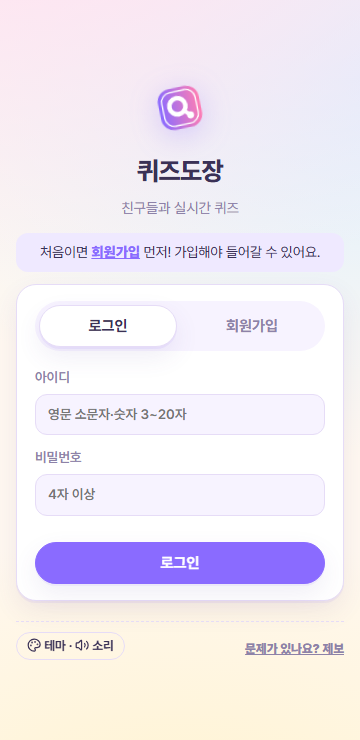 퀴즈도장
친구들과 실시간 퀴즈
처음이면 회원가입 먼저! 가입해야 들어갈 수 있어요.
로그인 회원가입
아이디
영문 소문자·숫자 3~20자
비밀번호
4자 이상
로그인
테마 · 소리 문제가 있나요? 제보